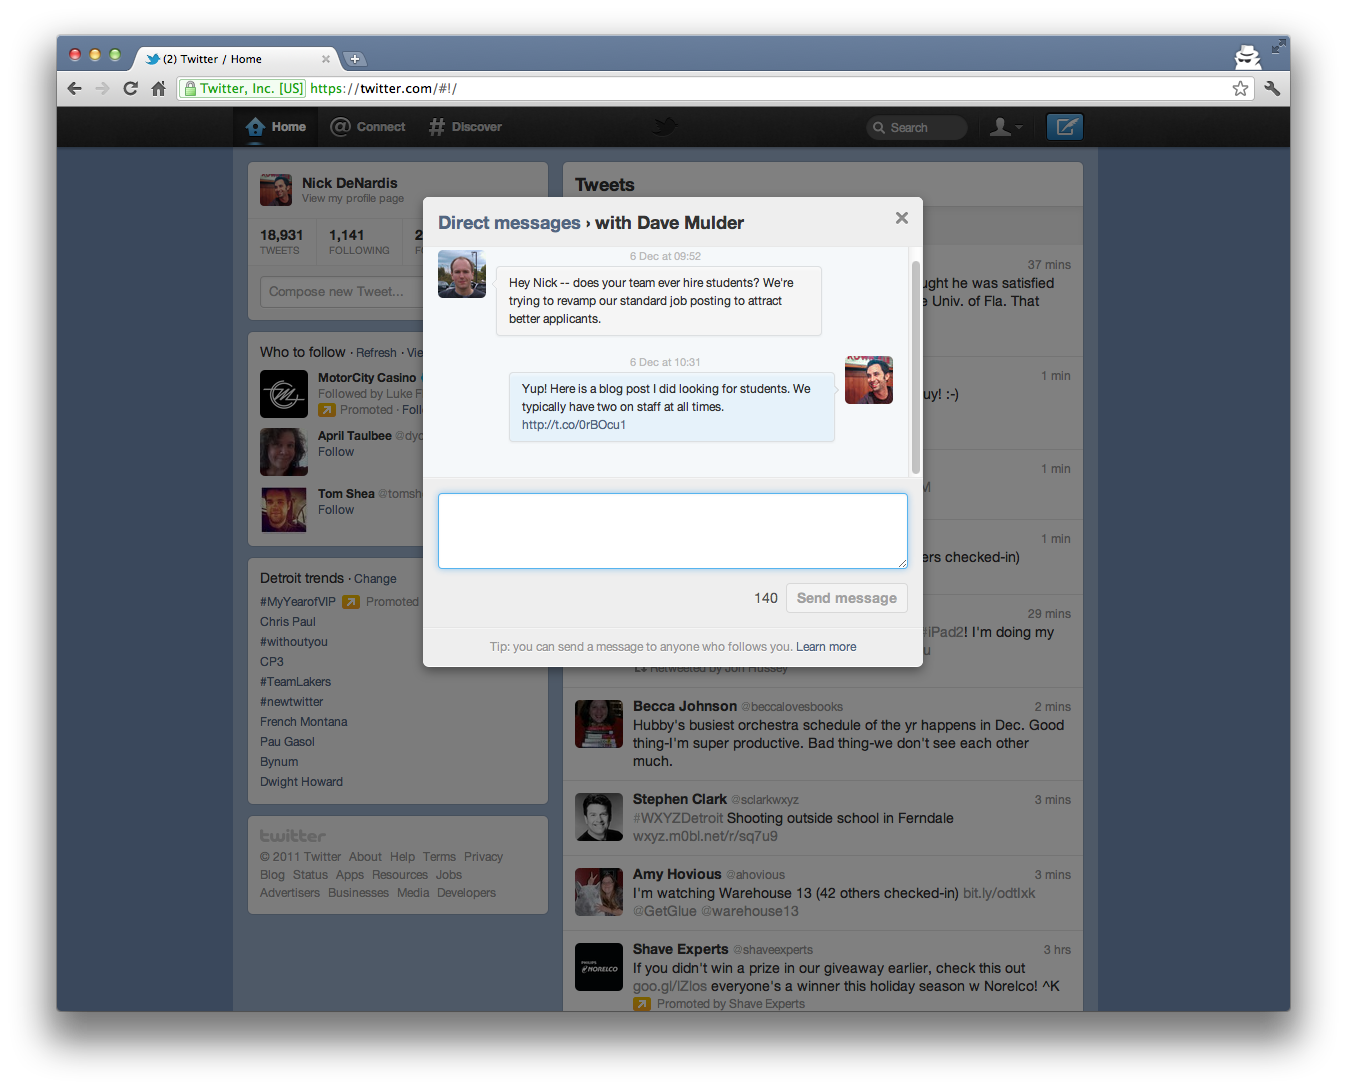 (2) Twitter / Home
Twitter, Inc. [US] https://twitter.com/#!/
Home Connect Discover Search
Nick DeNardis
View my profile page
18,931 1,141 2
TWEETS FOLLOWING F
Compose new Tweet...
Who to follow · Refresh · Vie
MotorCity Casino
Followed by Luke F
Promoted · Follo
April Taulbee @dyc
Follow
Tom Shea @tomsh
Follow
Detroit trends · Change
#MyYearofVIP Promoted
Chris Paul
#withoutyou
CP3
#TeamLakers
#newtwitter
French Montana
Pau Gasol
Bynum
Dwight Howard
twitter
© 2011 Twitter About Help Terms Privacy
Blog Status Apps Resources Jobs
Advertisers Businesses Media Developers
Direct messages › with Dave Mulder
6 Dec at 09:52
Hey Nick -- does your team ever hire students? We're
trying to revamp our standard job posting to attract
better applicants.
6 Dec at 10:31
Yup! Here is a blog post I did looking for students. We
typically have two on staff at all times.
http://t.co/0rBOcu1
140 Send message
Tip: you can send a message to anyone who follows you. Learn more
Tweets
37 mins
ght he was satisfied
Univ. of Fla. That
1 min
uy! :-)
1 min
M
1 min
ers checked-in)
29 mins
#iPad2! I'm doing my
u
Retweeted by Jon Hussey
Becca Johnson @beccalovesbooks 2 mins
Hubby's busiest orchestra schedule of the yr happens in Dec. Good
thing-I'm super productive. Bad thing-we don't see each other
much.
Stephen Clark @sclarkwxyz 3 mins
#WXYZDetroit Shooting outside school in Ferndale
wxyz.m0bl.net/r/sq7u9
Amy Hovious @ahovious 3 mins
I'm watching Warehouse 13 (42 others checked-in) bit.ly/odtIxk
@GetGlue @warehouse13
PHILIPS
NORELCO
Shave Experts @shaveexperts 3 hrs
If you didn't win a prize in our giveaway earlier, check this out
goo.gl/IZlos everyone's a winner this holiday season w Norelco! ^K
Promoted by Shave Experts